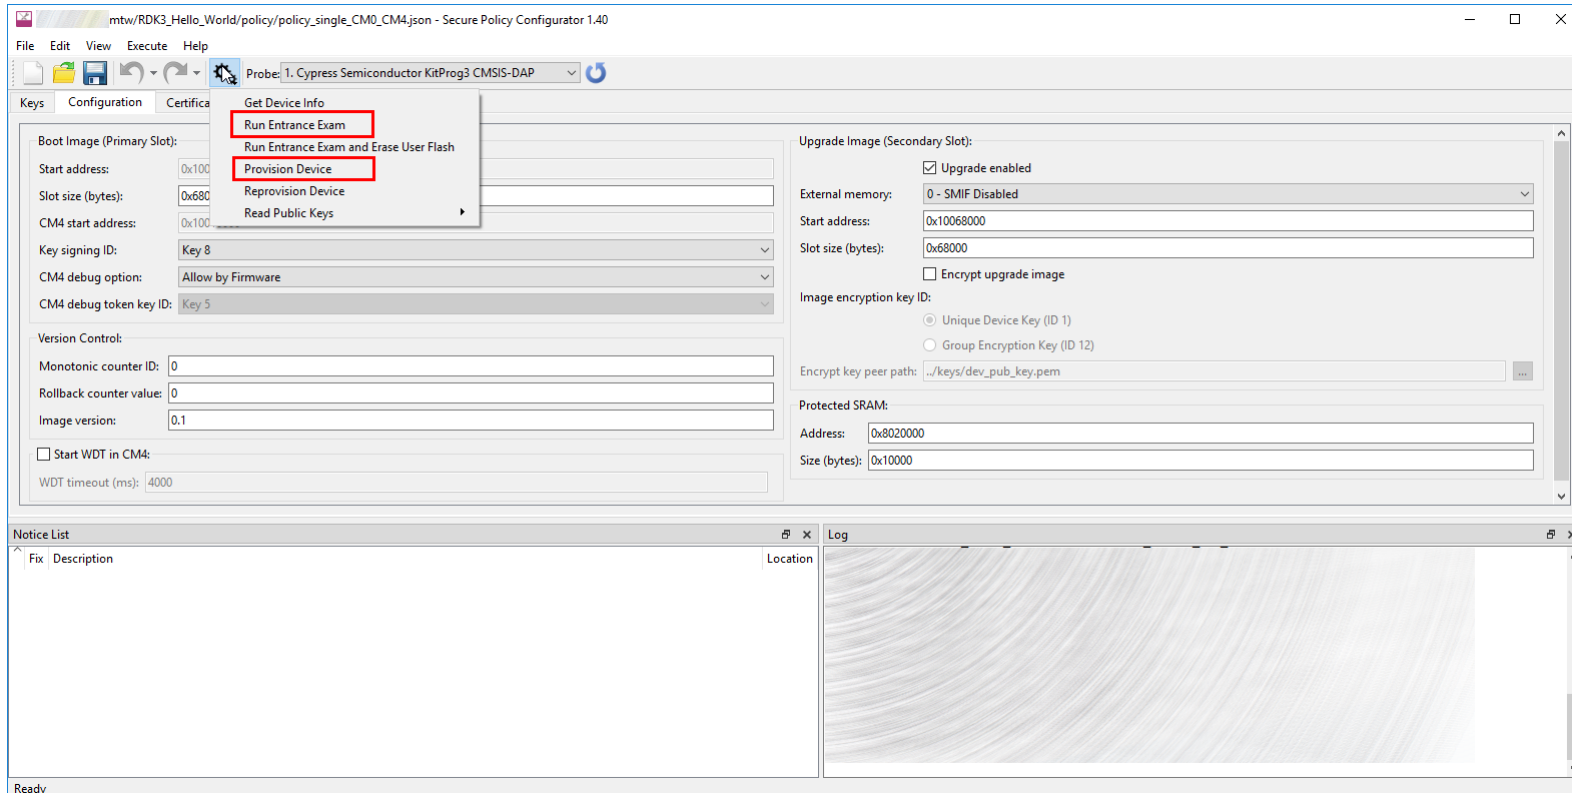 mtw/RDK3_Hello_World/policy/policy_single_CM0_CM4.json - Secure Policy Configurator 1.40
File Edit View Execute Help
Probe: 1. Cypress Semiconductor KitProg3 CMSIS-DAP
Keys Configuration Certifica
Get Device Info
Run Entrance Exam
Run Entrance Exam and Erase User Flash
Provision Device
Reprovision Device
Read Public Keys
Boot Image (Primary Slot):
Start address: 0x100
Slot size (bytes): 0x680
CM4 start address: 0x100
Key signing ID: Key 8
CM4 debug option: Allow by Firmware
CM4 debug token key ID: Key 5
Version Control:
Monotonic counter ID: 0
Rollback counter value: 0
Image version: 0.1
Start WDT in CM4:
WDT timeout (ms): 4000
Upgrade Image (Secondary Slot):
Upgrade enabled
External memory: 0 - SMIF Disabled
Start address: 0x10068000
Slot size (bytes): 0x68000
Encrypt upgrade image
Image encryption key ID:
Unique Device Key (ID 1)
Group Encryption Key (ID 12)
Encrypt key peer path: ../keys/dev_pub_key.pem ...
Protected SRAM:
Address: 0x8020000
Size (bytes): 0x10000
Notice List
Fix Description Location
Log
Ready